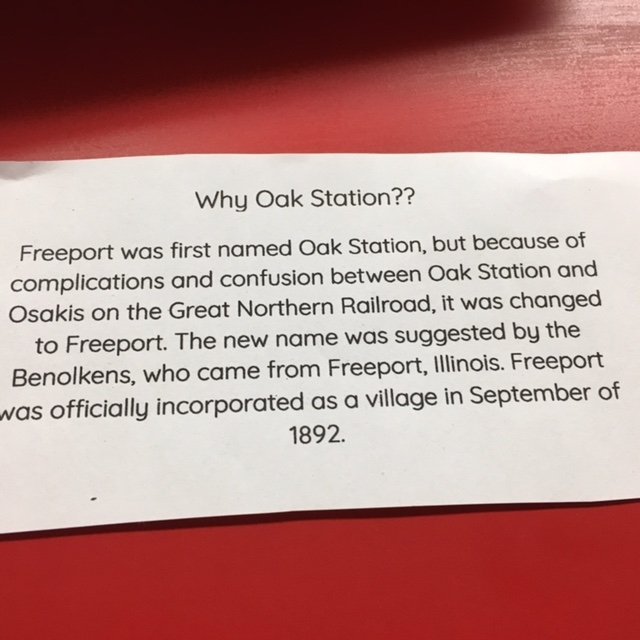 Why Oak Station??
Freeport was first named Oak Station, but because of
complications and confusion between Oak Station and
Osakis on the Great Northern Railroad, it was changed
to Freeport. The new name was suggested by the
Benolkens, who came from Freeport, Illinois. Freeport
was officially incorporated as a village in September of
1892.